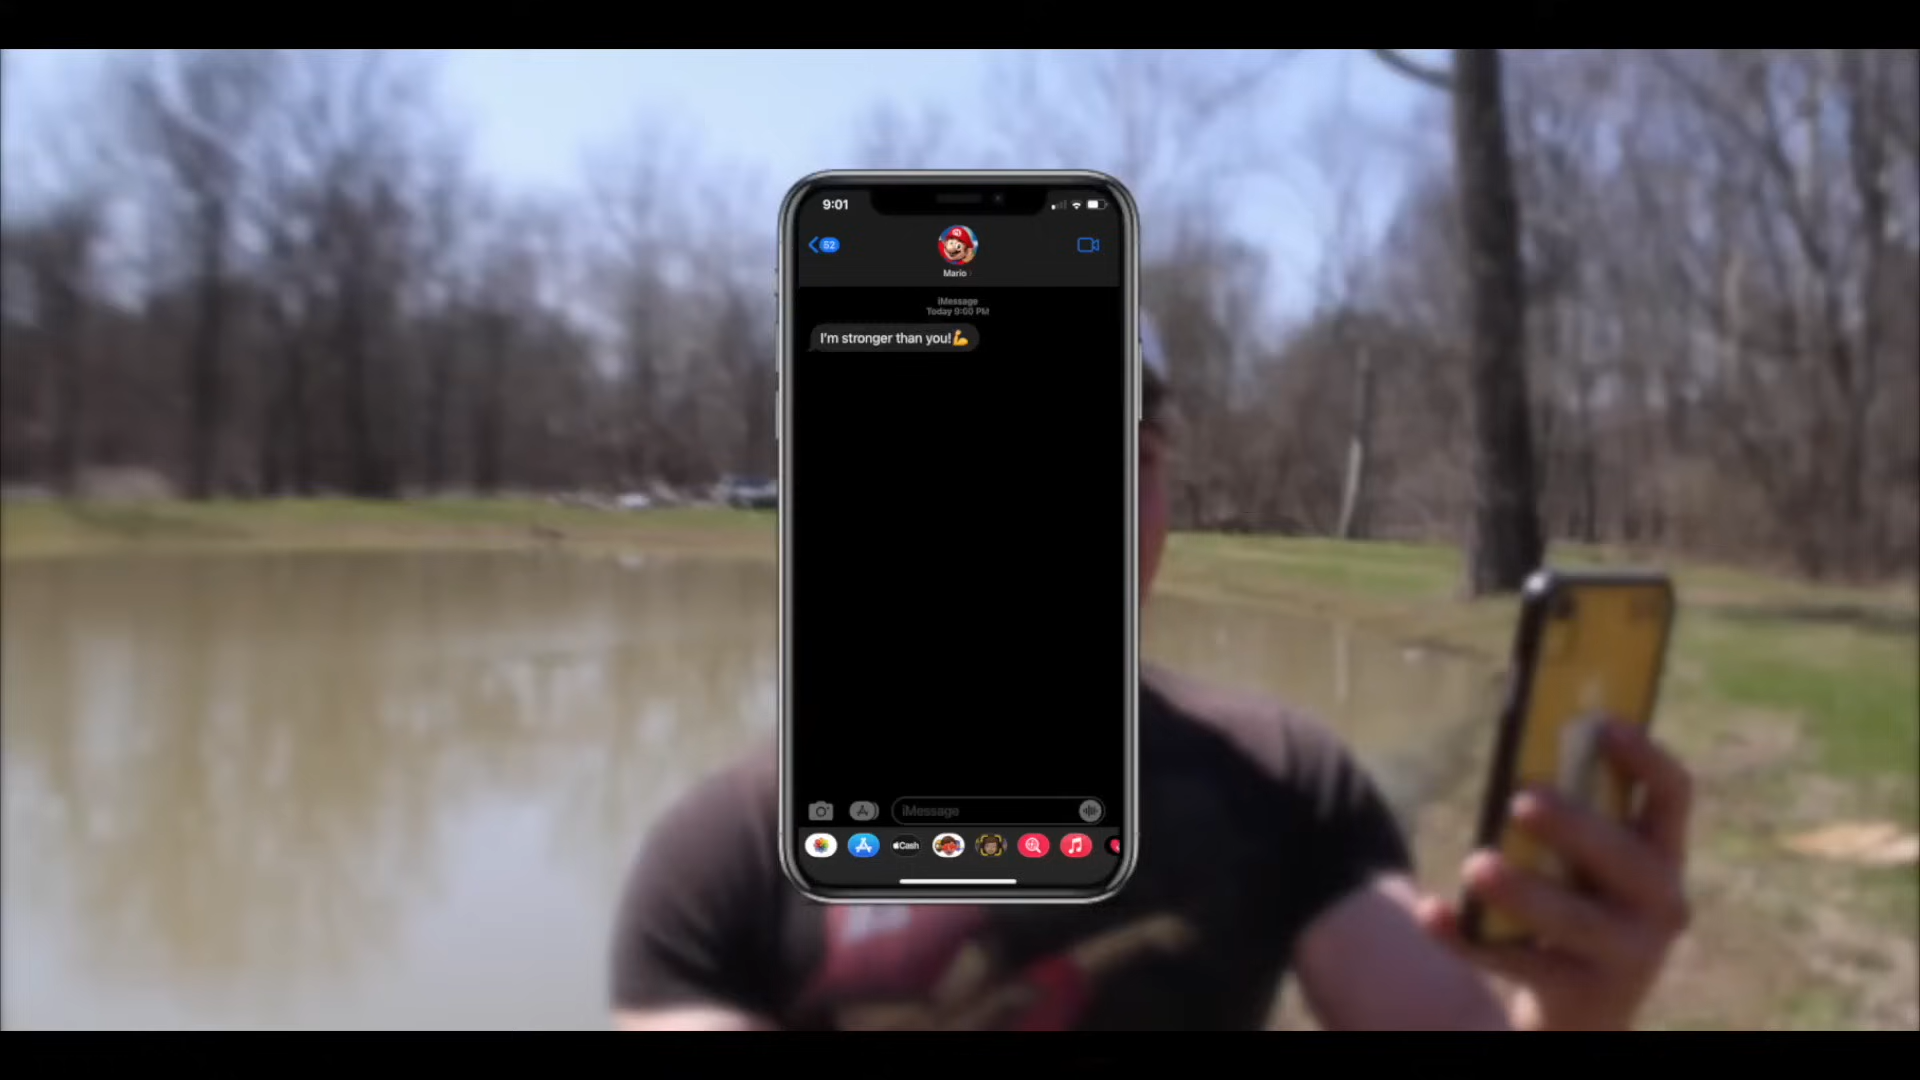 9:01
52
Mario
iMessage
Today 9:00 PM
I'm stronger than you!💪
iMessage
Cash